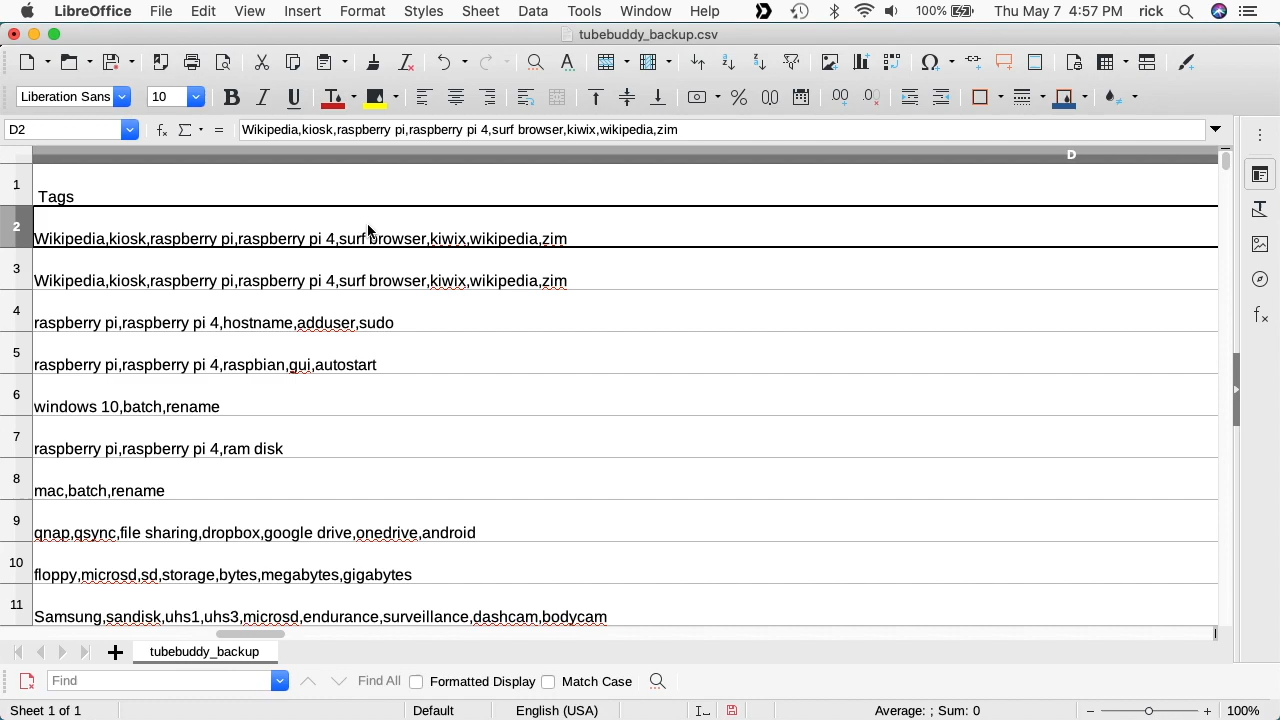 LibreOffice File Edit View Insert Format Styles Sheet Data Tools Window Help 100% Thu May 7 4:57 PM rick
tubebuddy_backup.csv
Liberation Sans 10
D2 Wikipedia,kiosk,raspberry pi,raspberry pi 4,surf browser,kiwix,wikipedia,zim
D
1 Tags
2 Wikipedia,kiosk,raspberry pi,raspberry pi 4,surf browser,kiwix,wikipedia,zim
3 Wikipedia,kiosk,raspberry pi,raspberry pi 4,surf browser,kiwix,wikipedia,zim
4 raspberry pi,raspberry pi 4,hostname,adduser,sudo
5 raspberry pi,raspberry pi 4,raspbian,gui,autostart
6 windows 10,batch,rename
7 raspberry pi,raspberry pi 4,ram disk
8 mac,batch,rename
9 qnap,qsync,file sharing,dropbox,google drive,onedrive,android
10 floppy,microsd,sd,storage,bytes,megabytes,gigabytes
11 Samsung,sandisk,uhs1,uhs3,microsd,endurance,surveillance,dashcam,bodycam
tubebuddy_backup
Find Find All Formatted Display Match Case
Sheet 1 of 1 Default English (USA) Average: ; Sum: 0 100%